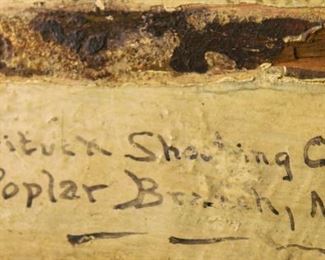 ituck Shooting C
Poplar Branch, N